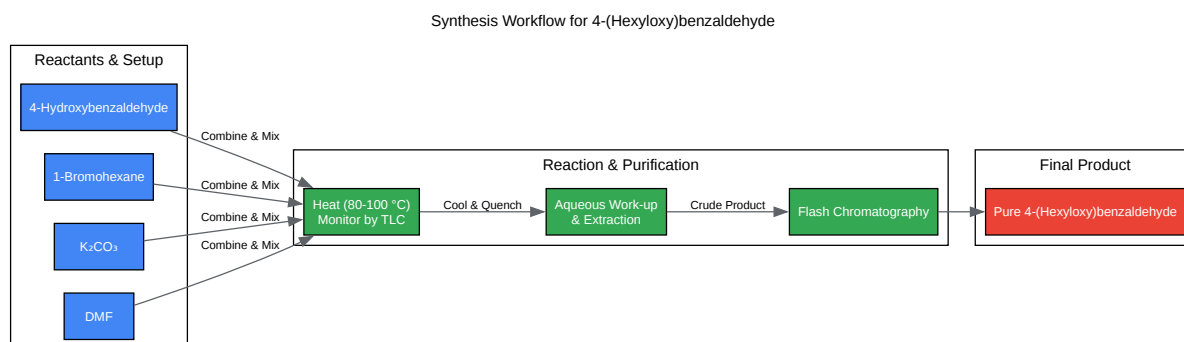 Synthesis Workflow for 4-(Hexyloxy)benzaldehyde
Reactants & Setup
4-Hydroxybenzaldehyde
1-Bromohexane
K₂CO₃
DMF
Combine & Mix
Combine & Mix
Combine & Mix
Combine & Mix
Reaction & Purification
Heat (80-100 °C)
Monitor by TLC
Cool & Quench
Aqueous Work-up
& Extraction
Crude Product
Flash Chromatography
Final Product
Pure 4-(Hexyloxy)benzaldehyde